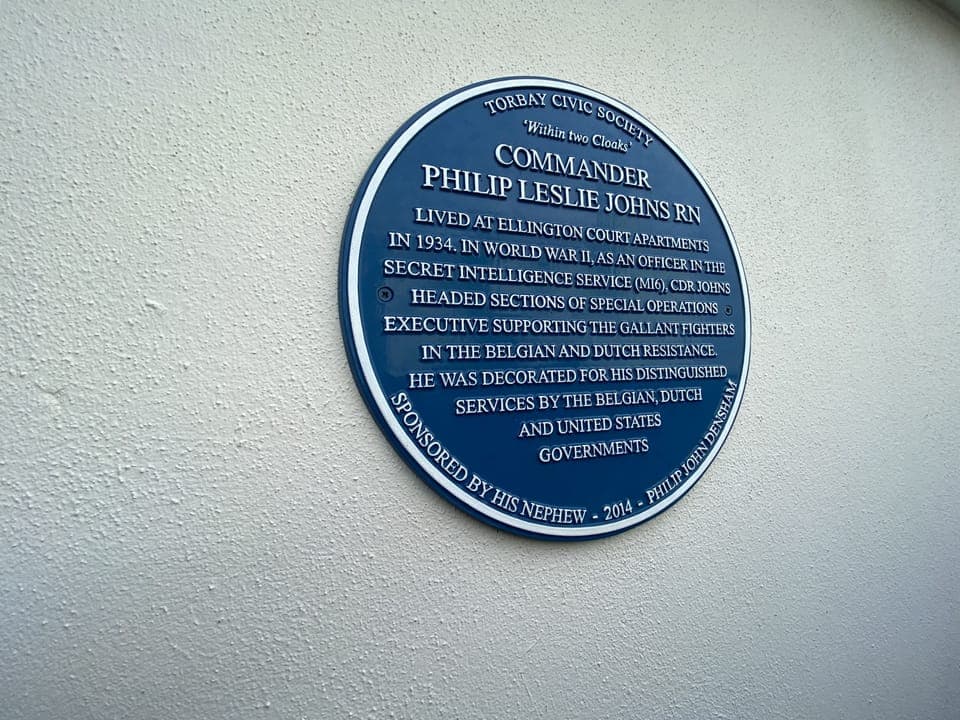 TORBAY CIVIC SOCIETY
'Within two Cloaks'
COMMANDER
PHILIP LESLIE JOHNS RN
LIVED AT ELLINGTON COURT APARTMENTS
IN 1934. IN WORLD WAR II, AS AN OFFICER IN THE
SECRET INTELLIGENCE SERVICE (MI6), CDR JOHNS
HEADED SECTIONS OF SPECIAL OPERATIONS
EXECUTIVE SUPPORTING THE GALLANT FIGHTERS
IN THE BELGIAN AND DUTCH RESISTANCE.
HE WAS DECORATED FOR HIS DISTINGUISHED
SERVICES BY THE BELGIAN, DUTCH
AND UNITED STATES
GOVERNMENTS
SPONSORED BY HIS NEPHEW - 2014 - PHILIP JOHN DENSHAM